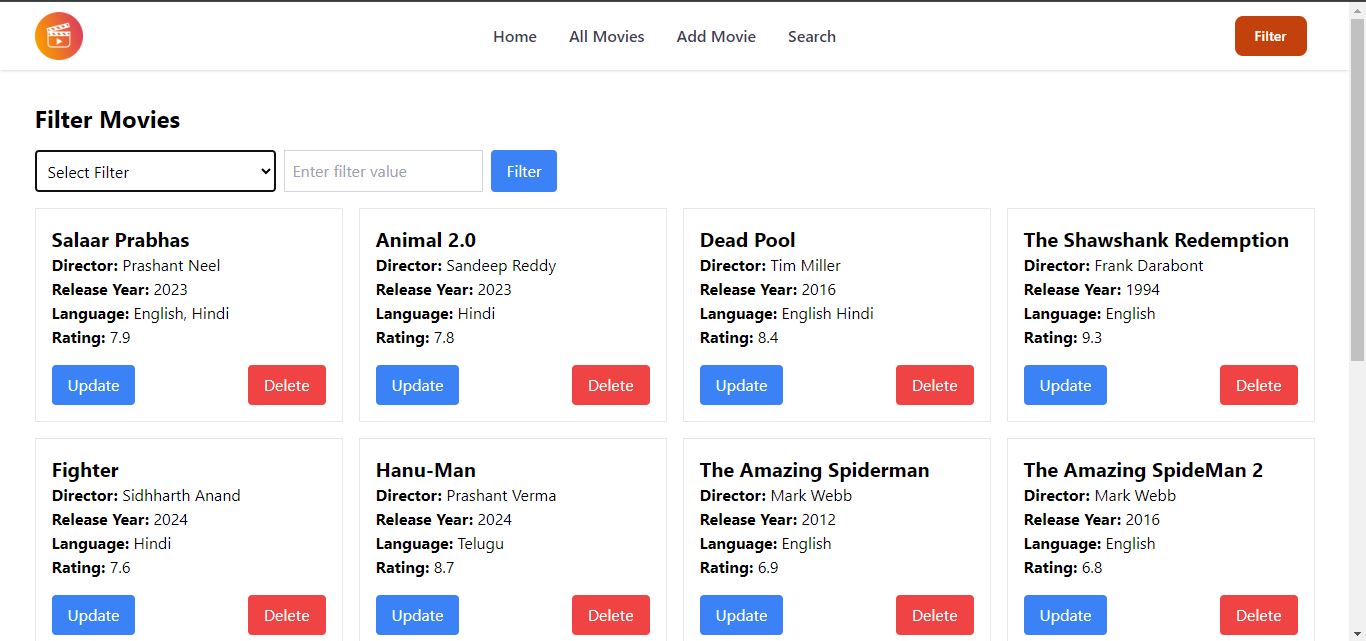 Home All Movies Add Movie Search Filter
Filter Movies
Select Filter Enter filter value Filter
Salaar Prabhas
Director: Prashant Neel
Release Year: 2023
Language: English, Hindi
Rating: 7.9
Update Delete
Animal 2.0
Director: Sandeep Reddy
Release Year: 2023
Language: Hindi
Rating: 7.8
Update Delete
Dead Pool
Director: Tim Miller
Release Year: 2016
Language: English Hindi
Rating: 8.4
Update Delete
The Shawshank Redemption
Director: Frank Darabont
Release Year: 1994
Language: English
Rating: 9.3
Update Delete
Fighter
Director: Sidhharth Anand
Release Year: 2024
Language: Hindi
Rating: 7.6
Update Delete
Hanu-Man
Director: Prashant Verma
Release Year: 2024
Language: Telugu
Rating: 8.7
Update Delete
The Amazing Spiderman
Director: Mark Webb
Release Year: 2012
Language: English
Rating: 6.9
Update Delete
The Amazing SpideMan 2
Director: Mark Webb
Release Year: 2016
Language: English
Rating: 6.8
Update Delete